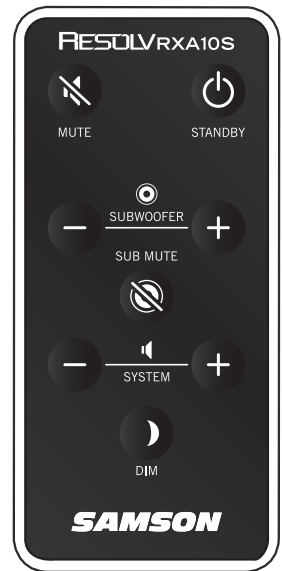 RESOLV RXA10S
MUTE STANDBY
SUBWOOFER
− +
SUB MUTE
− +
SYSTEM
DIM
SAMSON